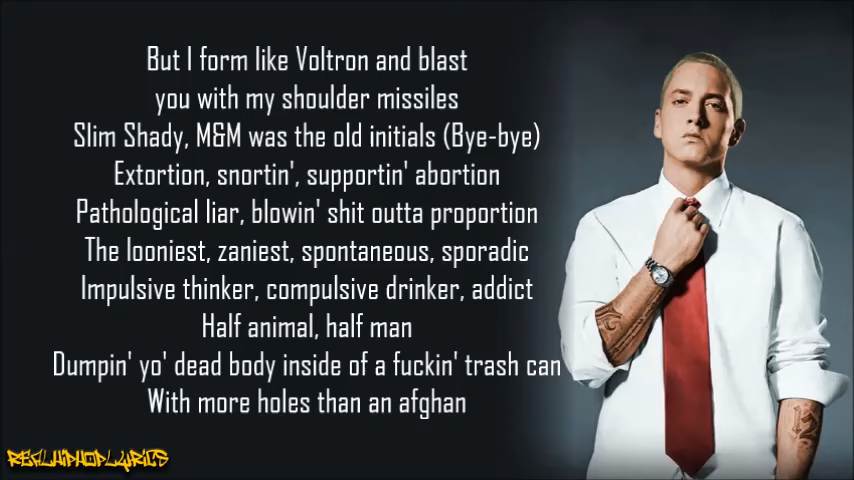 But I form like Voltron and blast
you with my shoulder missiles
Slim Shady, M&M was the old initials (Bye-bye)
Extortion, snortin', supportin' abortion
Pathological liar, blowin' shit outta proportion
The looniest, zaniest, spontaneous, sporadic
Impulsive thinker, compulsive drinker, addict
Half animal, half man
Dumpin' yo' dead body inside of a fuckin' trash can
With more holes than an afghan
REALHIPHOPLYRICS